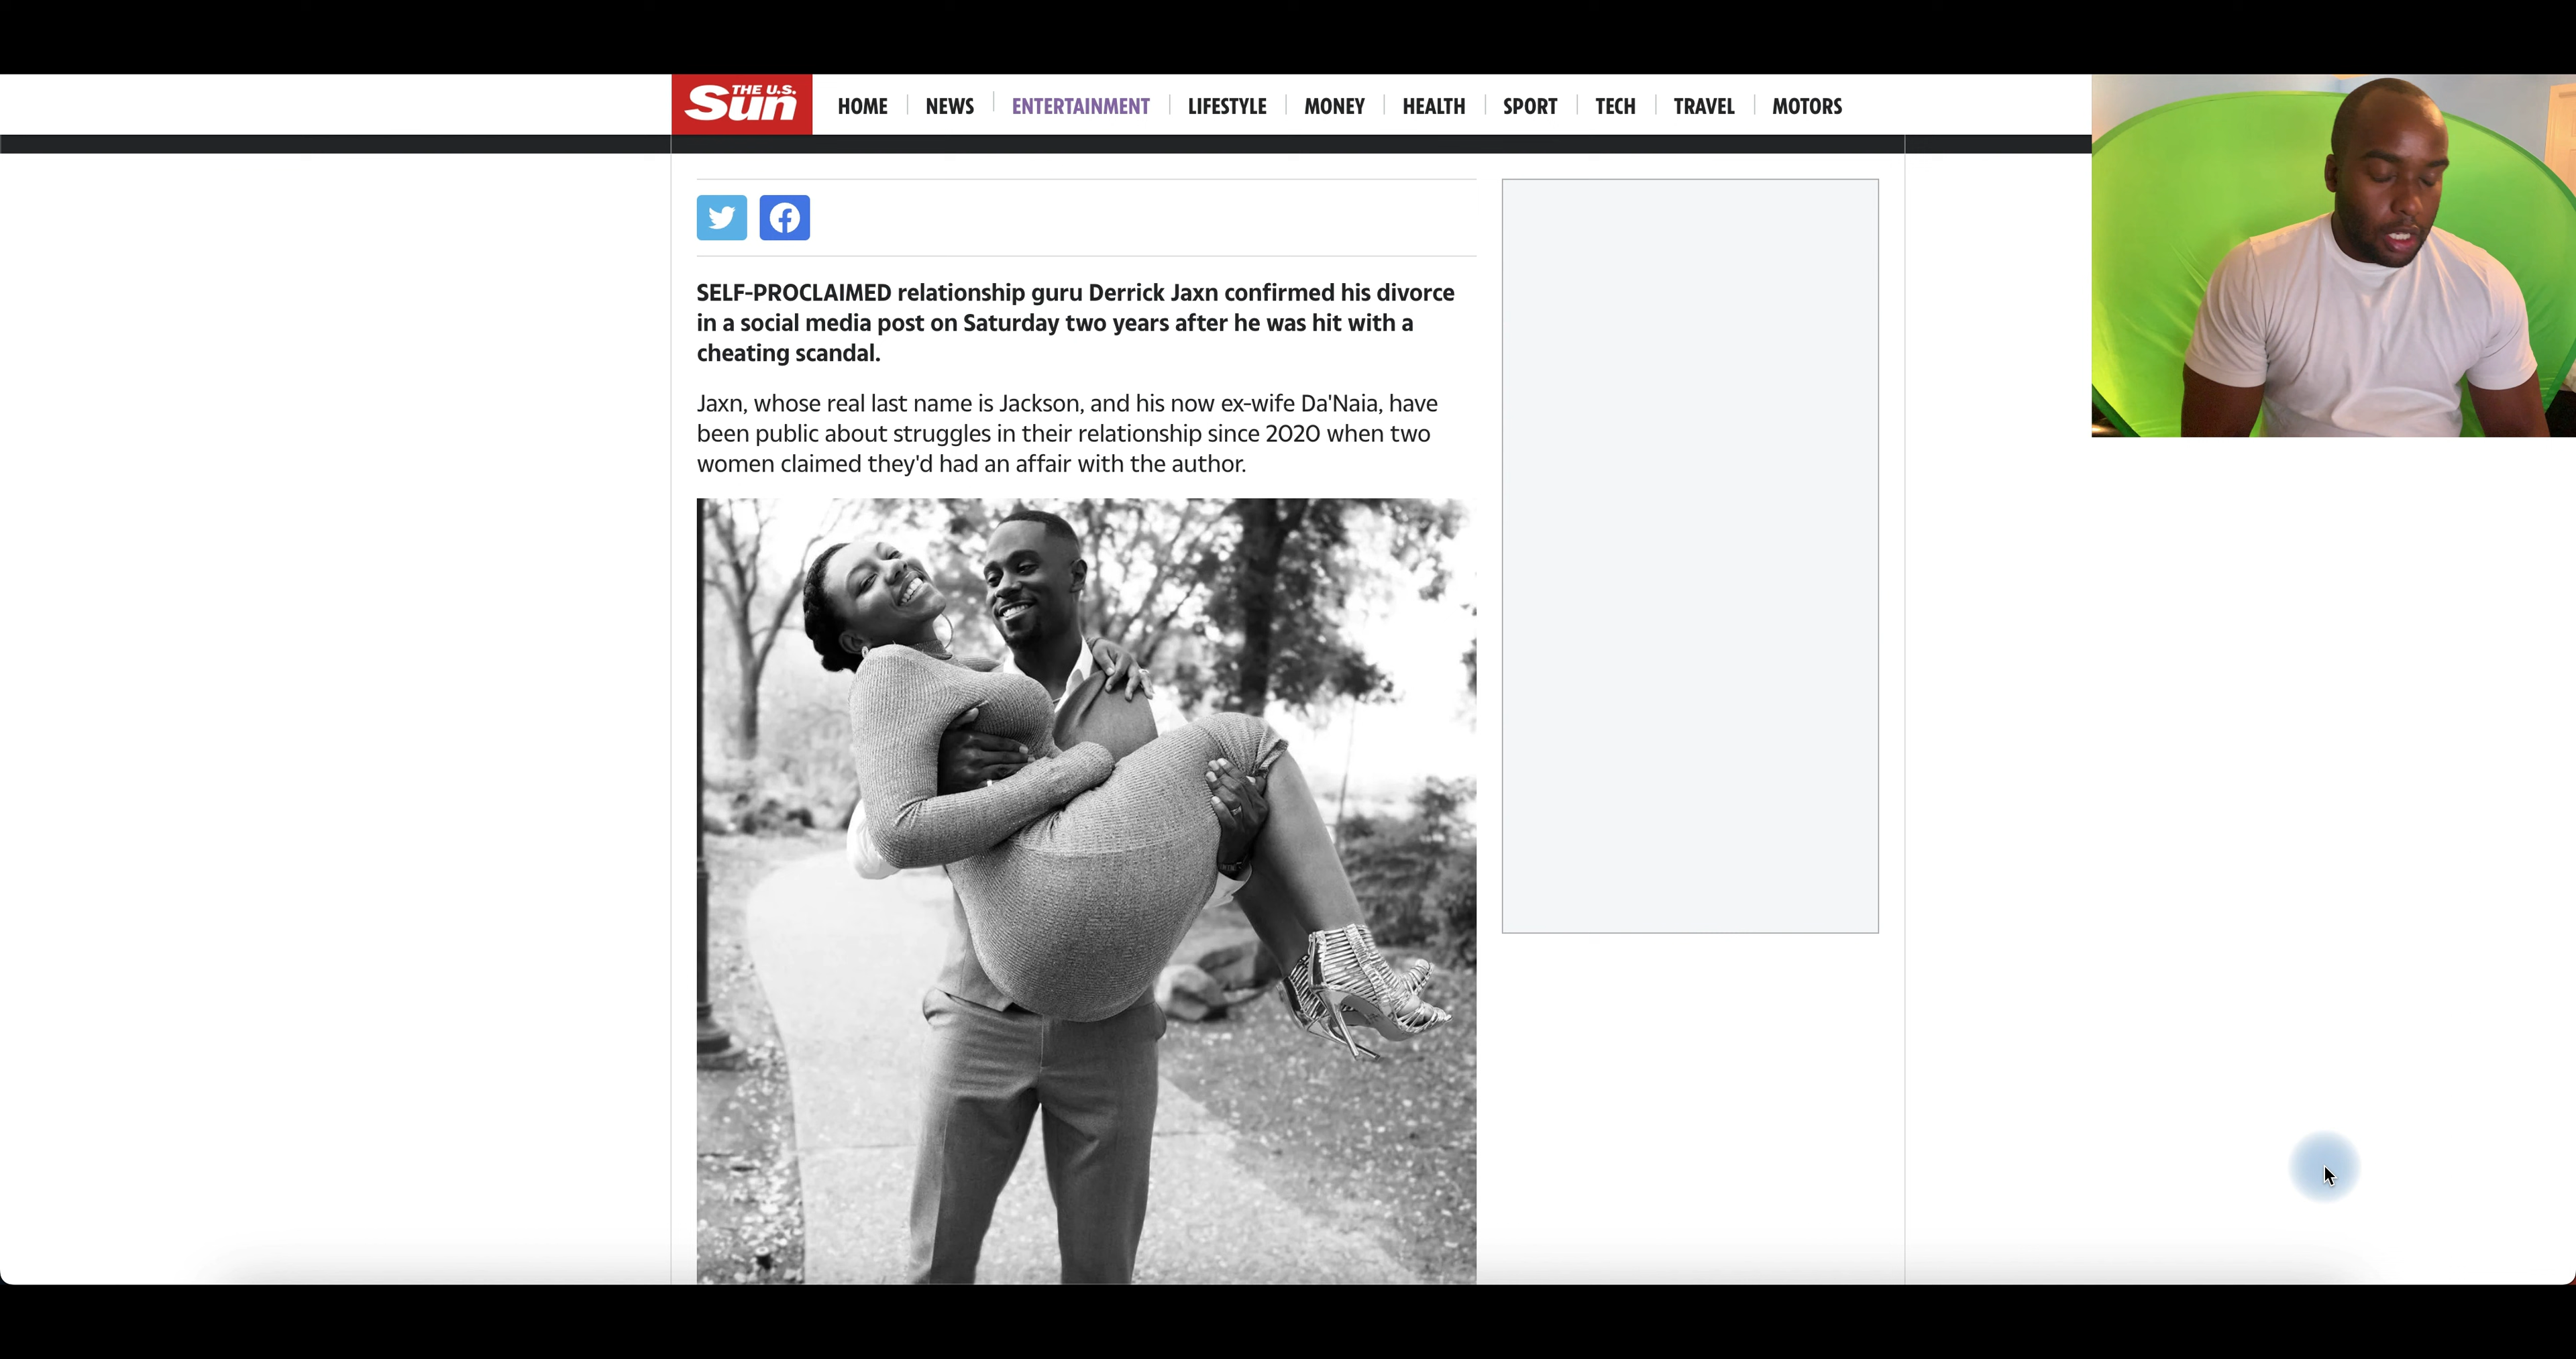 THE U.S.
Sun
HOME NEWS ENTERTAINMENT LIFESTYLE MONEY HEALTH SPORT TECH TRAVEL MOTORS
SELF-PROCLAIMED relationship guru Derrick Jaxn confirmed his divorce
in a social media post on Saturday two years after he was hit with a
cheating scandal.
Jaxn, whose real last name is Jackson, and his now ex-wife Da'Naia, have
been public about struggles in their relationship since 2020 when two
women claimed they'd had an affair with the author.